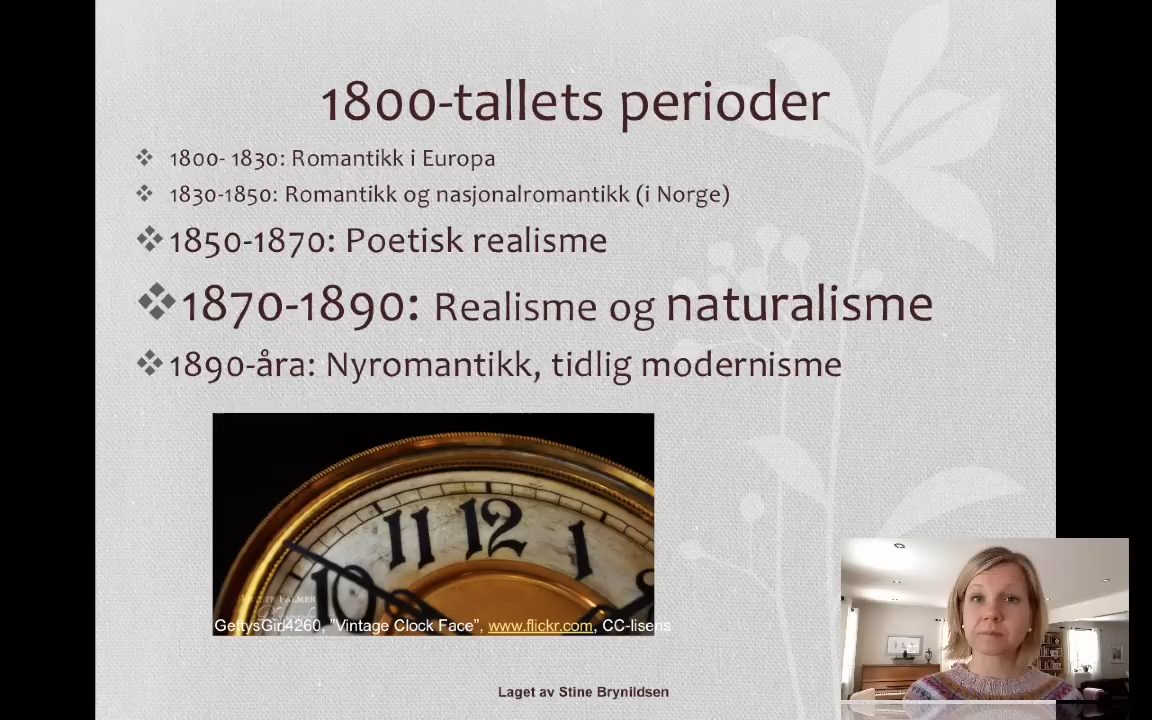 1800-tallets perioder
1800- 1830: Romantikk i Europa
1830-1850: Romantikk og nasjonalromantikk (i Norge)
1850-1870: Poetisk realisme
1870-1890: Realisme og naturalisme
1890-åra: Nyromantikk, tidlig modernisme
11 12 1
10
GettysGirl4260, ”Vintage Clock Face”, www.flickr.com, CC-lisens
Laget av Stine Brynildsen